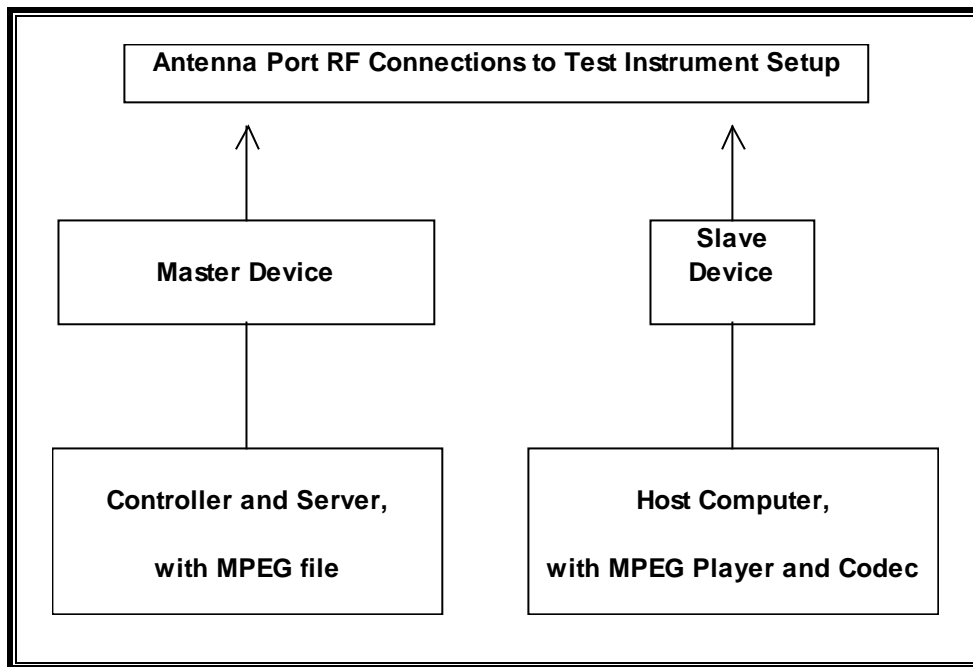 Antenna Port RF Connections to Test Instrument Setup
Master Device
Slave
Device
Controller and Server,
with MPEG file
Host Computer,
with MPEG Player and Codec